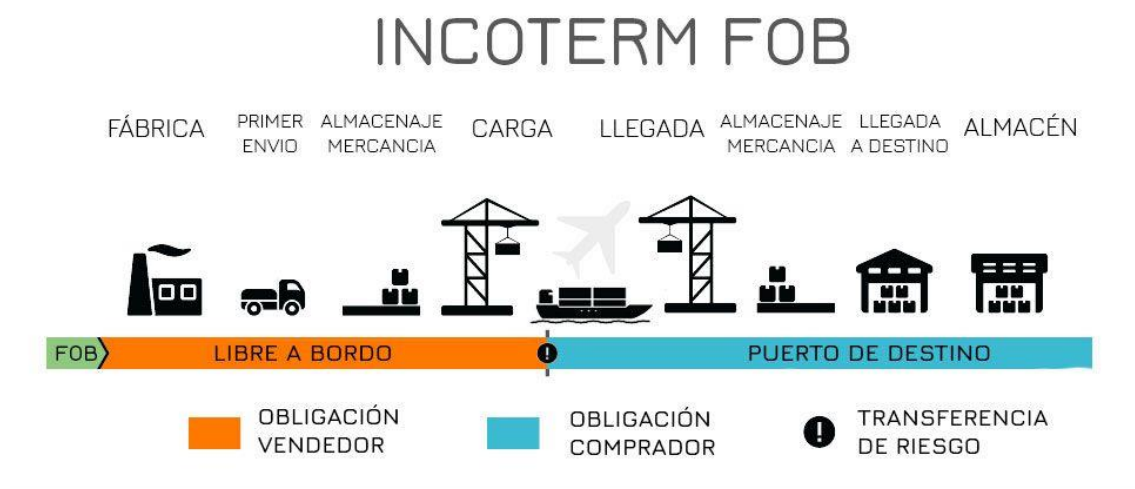 INCOTERM FOB
FÁBRICA
PRIMER
ENVIO
ALMACENAJE
MERCANCIA
CARGA
LLEGADA
ALMACENAJE
MERCANCIA
LLEGADA
A DESTINO
ALMACÉN
FOB
LIBRE A BORDO
PUERTO DE DESTINO
OBLIGACIÓN
VENDEDOR
OBLIGACIÓN
COMPRADOR
TRANSFERENCIA
DE RIESGO